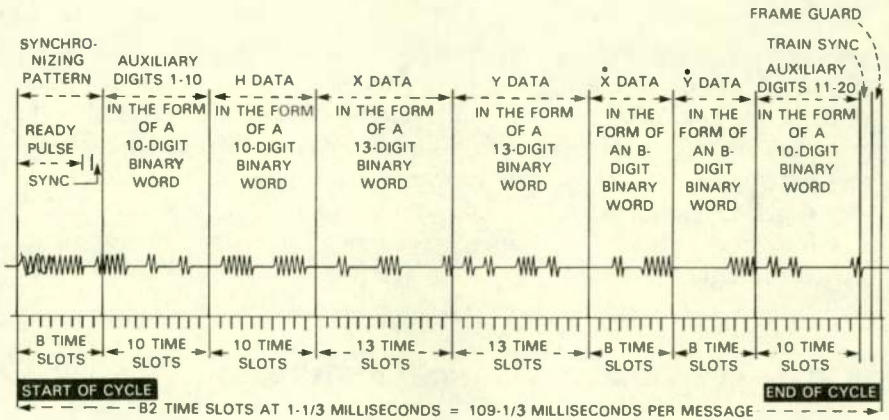 FRAME GUARD
TRAIN SYNC
SYNCHRO-
NIZING
PATTERN
READY
PULSE
SYNC
AUXILIARY
DIGITS 1-10
IN THE FORM
OF A
10-DIGIT
BINARY
WORD
H DATA
IN THE FORM
OF A
10-DIGIT
BINARY
WORD
X DATA
IN THE FORM
OF A
13-DIGIT
BINARY
WORD
Y DATA
IN THE FORM
OF A
13-DIGIT
BINARY
WORD
Ẋ DATA
IN THE
FORM OF
AN B-
DIGIT
BINARY
WORD
Ẏ DATA
IN THE
FORM OF
AN B-
DIGIT
BINARY
WORD
AUXILIARY
DIGITS 11-20
IN THE FORM
OF A
10-DIGIT
BINARY
WORD
B TIME
SLOTS
10 TIME
SLOTS
10 TIME
SLOTS
13 TIME
SLOTS
13 TIME
SLOTS
B TIME
SLOTS
B TIME
SLOTS
10 TIME
SLOTS
START OF CYCLE
END OF CYCLE
B2 TIME SLOTS AT 1-1/3 MILLISECONDS = 109-1/3 MILLISECONDS PER MESSAGE